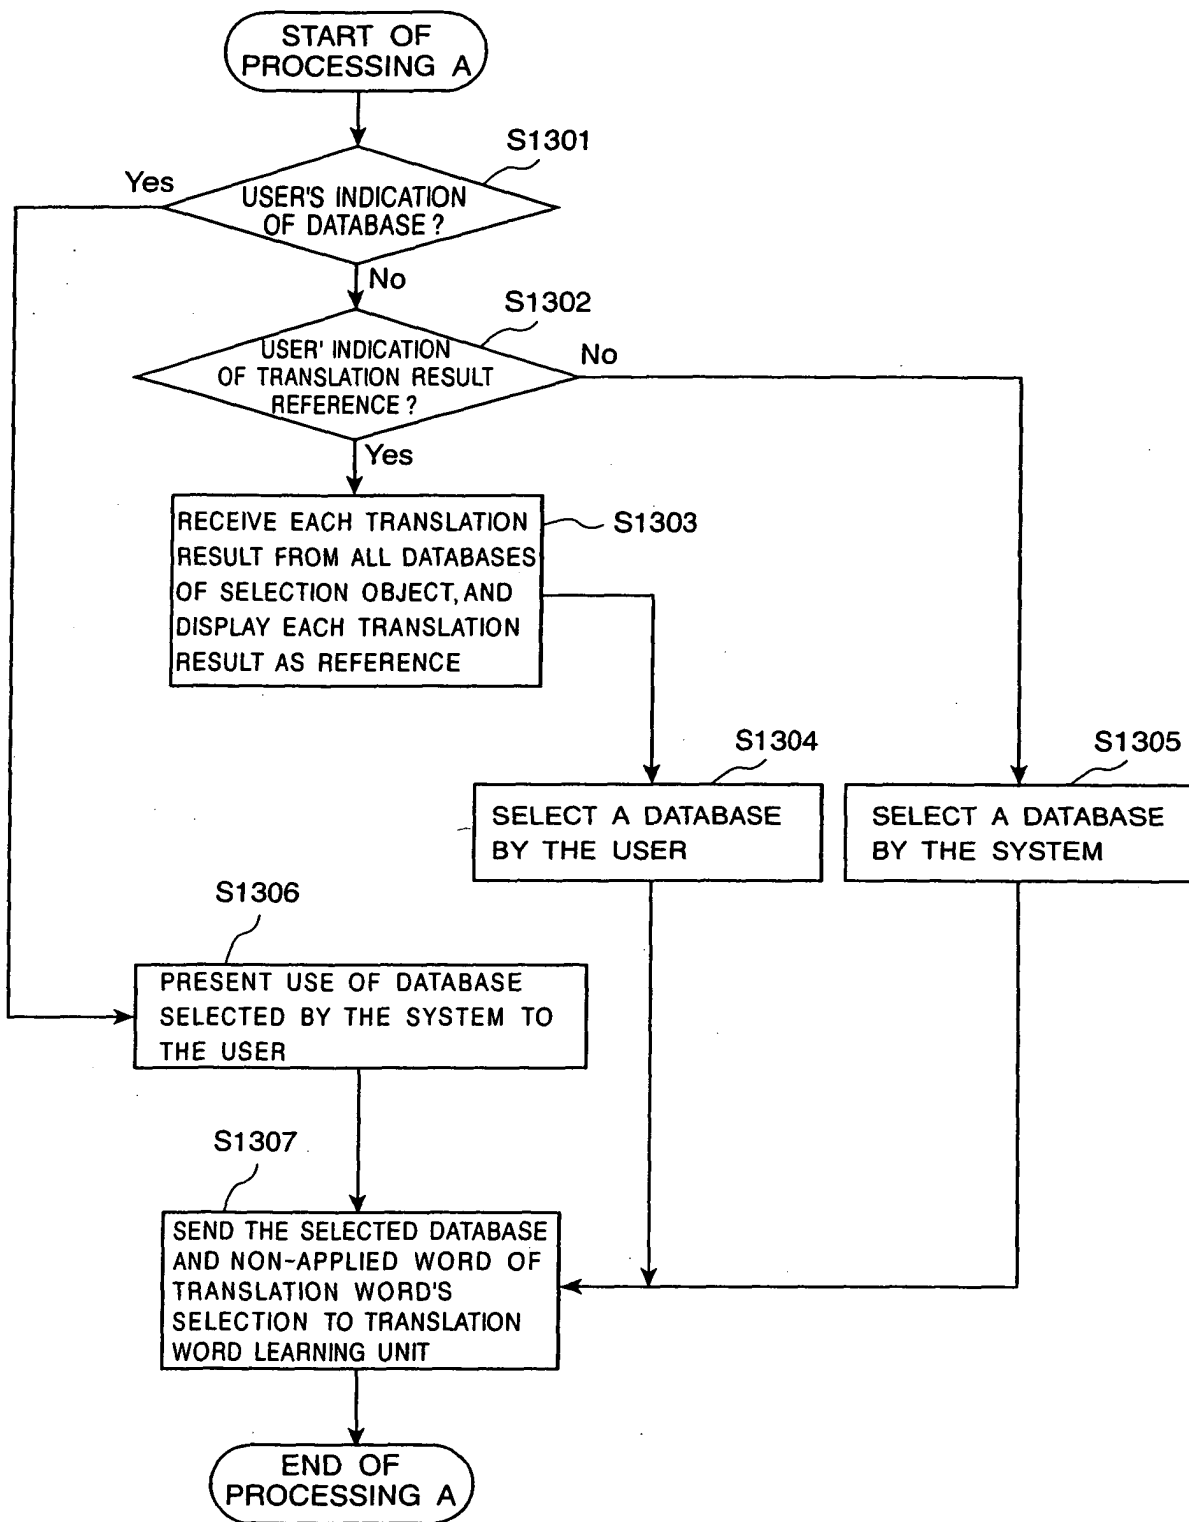 START OF
PROCESSING A
S1301
Yes
USER'S INDICATION
OF DATABASE?
No
S1302
USER' INDICATION
OF TRANSLATION RESULT
REFERENCE?
No
Yes
S1303
RECEIVE EACH TRANSLATION
RESULT FROM ALL DATABASES
OF SELECTION OBJECT, AND
DISPLAY EACH TRANSLATION
RESULT AS REFERENCE
S1304
SELECT A DATABASE
BY THE USER
S1305
SELECT A DATABASE
BY THE SYSTEM
S1306
PRESENT USE OF DATABASE
SELECTED BY THE SYSTEM TO
THE USER
S1307
SEND THE SELECTED DATABASE
AND NON-APPLIED WORD OF
TRANSLATION WORD'S
SELECTION TO TRANSLATION
WORD LEARNING UNIT
END OF
PROCESSING A